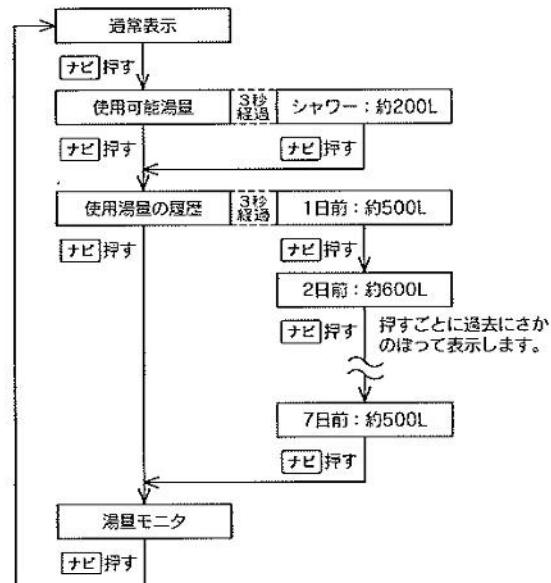 通常表示
ナビ 押す
使用可能湯量
3秒
経過
シャワー：約200L
ナビ 押す
ナビ 押す
使用湯量の履歴
3秒
経過
1日前：約500L
ナビ 押す
ナビ 押す
2日前：約600L
ナビ 押す
押すごとに過去にさか
のぼって表示します。
7日前：約500L
ナビ 押す
湯量モニタ
ナビ 押す